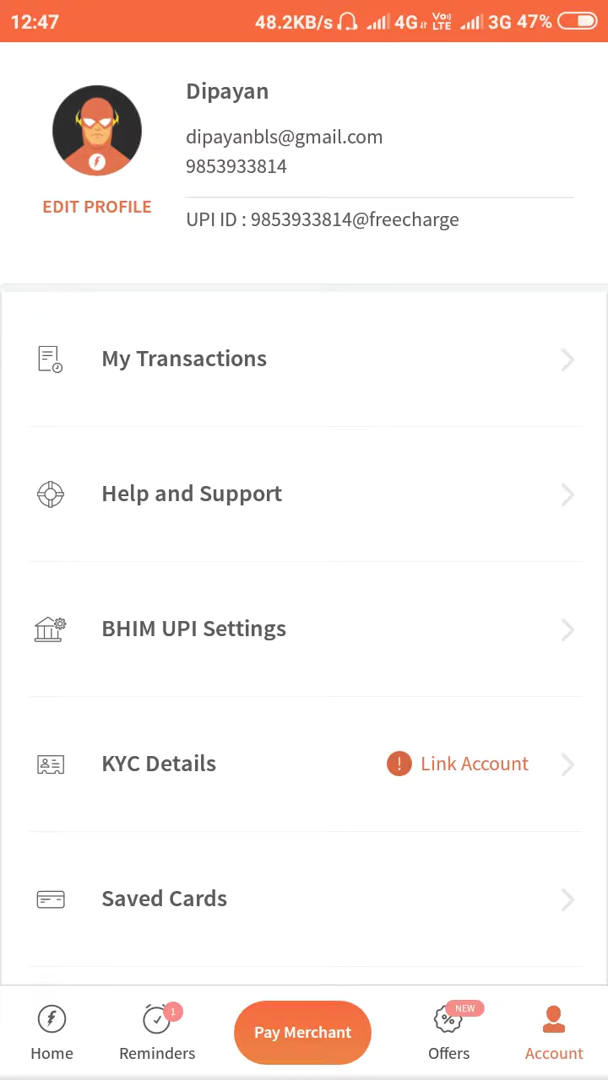 12:47
48.2KB/s 4G Vo) LTE 3G 47%
Dipayan
dipayanbls@gmail.com
9853933814
EDIT PROFILE
UPI ID : 9853933814@freecharge
My Transactions
Help and Support
BHIM UPI Settings
KYC Details ! Link Account
Saved Cards
1
NEW
%
Pay Merchant
Home Reminders Offers Account